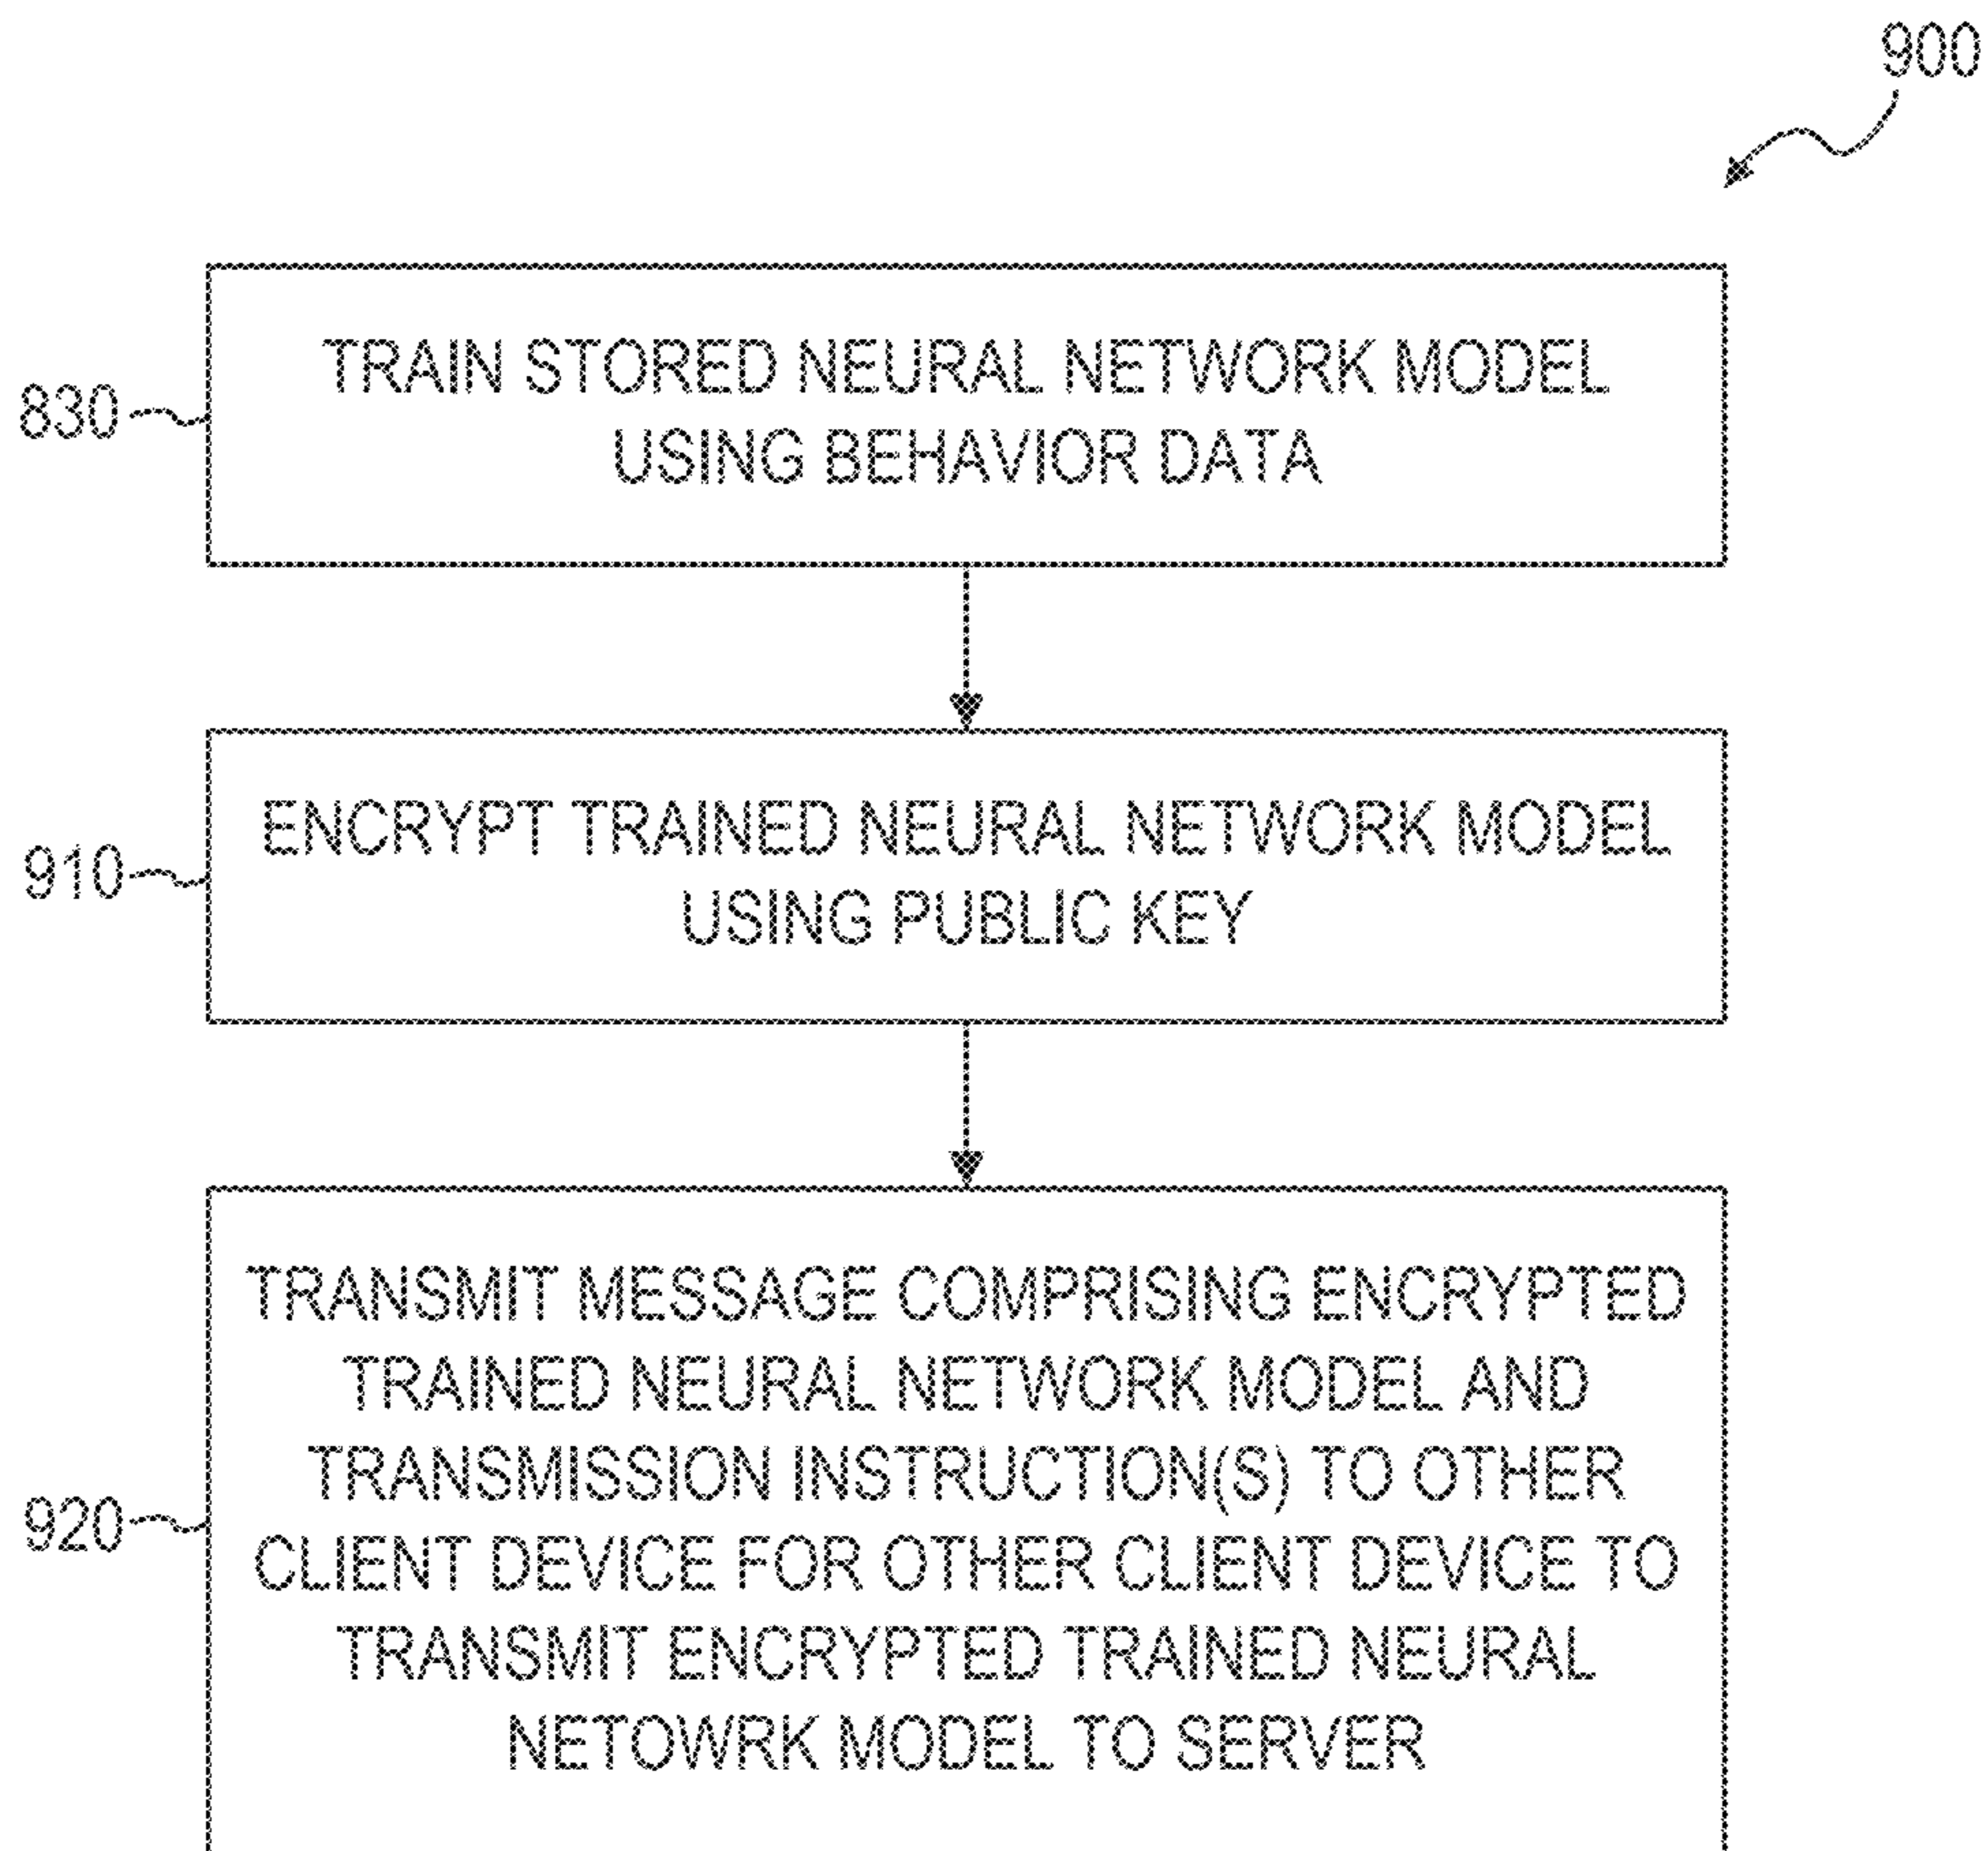 900
830
TRAIN STORED NEURAL NETWORK MODEL
USING BEHAVIOR DATA
910
ENCRYPT TRAINED NEURAL NETWORK MODEL
USING PUBLIC KEY
920
TRANSMIT MESSAGE COMPRISING ENCRYPTED
TRAINED NEURAL NETWORK MODEL AND
TRANSMISSION INSTRUCTION(S) TO OTHER
CLIENT DEVICE FOR OTHER CLIENT DEVICE TO
TRANSMIT ENCRYPTED TRAINED NEURAL
NETOWRK MODEL TO SERVER